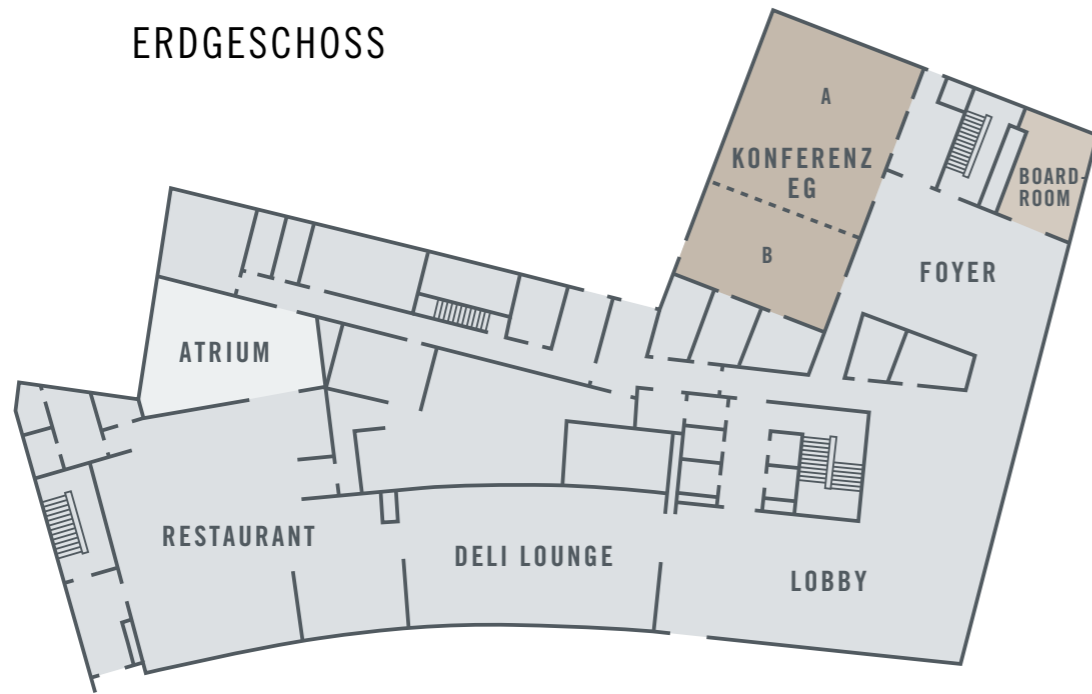 ERDGESCHOSS
A
KONFERENZ
EG
B
BOARD-
ROOM
FOYER
ATRIUM
RESTAURANT
DELI LOUNGE
LOBBY